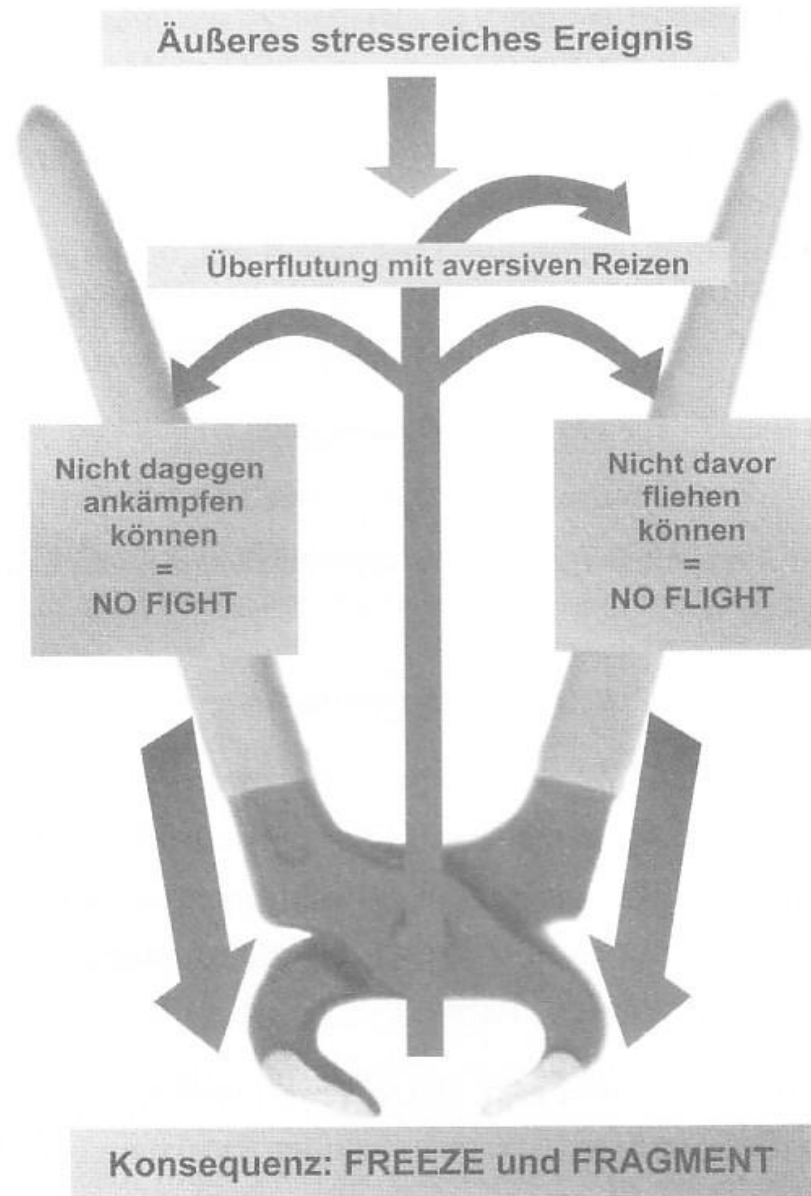 Äußeres stressreiches Ereignis
Überflutung mit aversiven Reizen
Nicht dagegen
ankämpfen
können
=
NO FIGHT
Nicht davor
fliehen
können
=
NO FLIGHT
Konsequenz: FREEZE und FRAGMENT